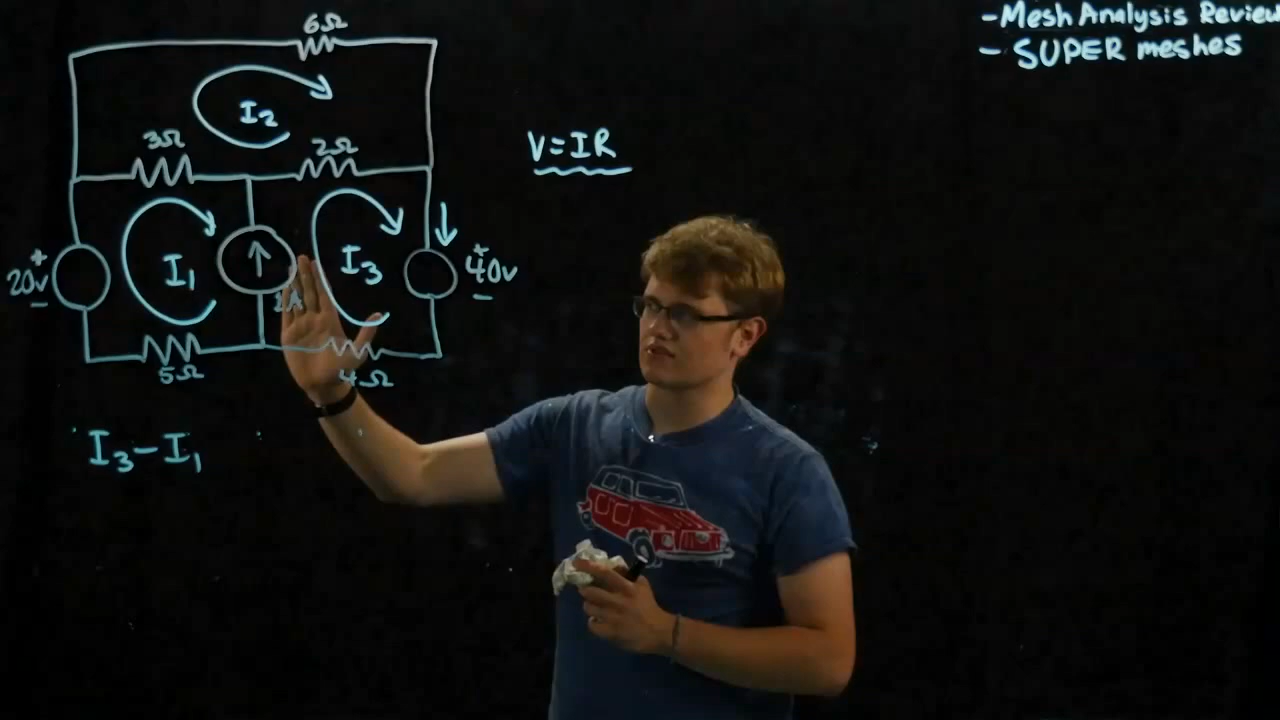 -Mesh Analysis Review
- SUPER meshes
6Ω
I₂
3Ω
2Ω
V=IR
20v
+
-
I₁
I₃
40v
+
-
5Ω
4Ω
I₃-I₁